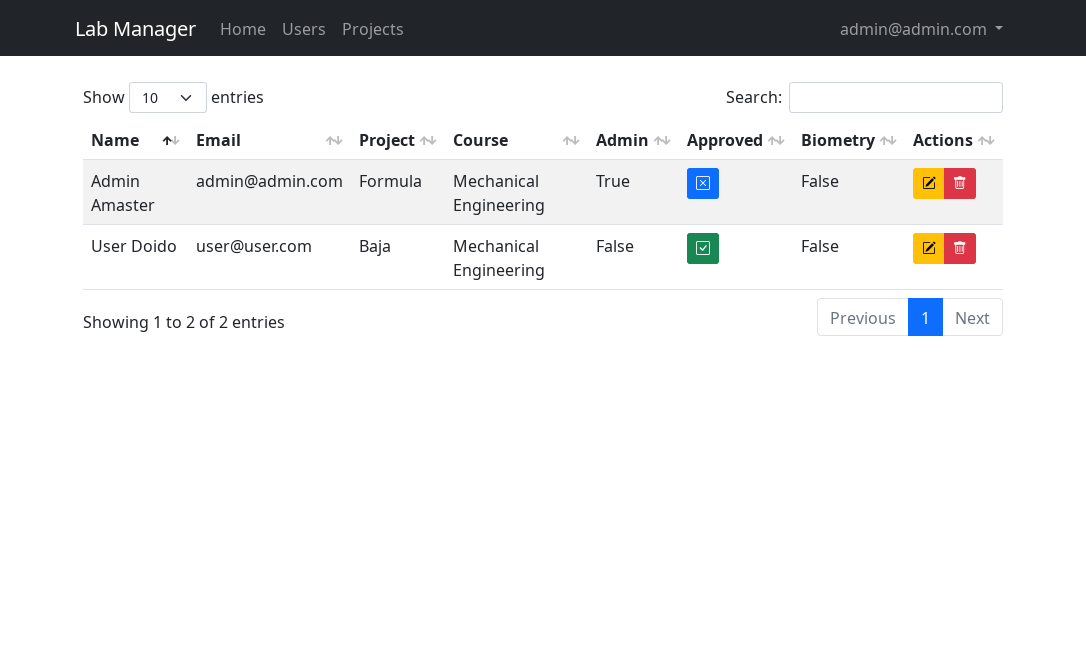 Lab Manager Home Users Projects admin@admin.com
Show 10 entries Search:
Name Email Project Course Admin Approved Biometry Actions
Admin admin@admin.com Formula Mechanical True False
Amaster Engineering
User Doido user@user.com Baja Mechanical False False
Engineering
Showing 1 to 2 of 2 entries Previous 1 Next